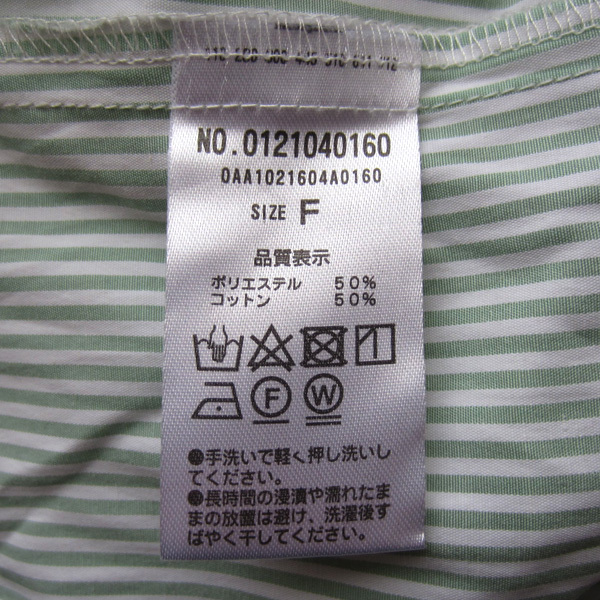 NO.0121040160
0AA1021604A0160
SIZE F
品質表示
ポリエステル 50%
コットン 50%
F W
●手洗いで軽く押し洗いし
てください。
●長時間の浸漬や濡れたま
まの放置は避け、洗濯後す
ばやく干してください。